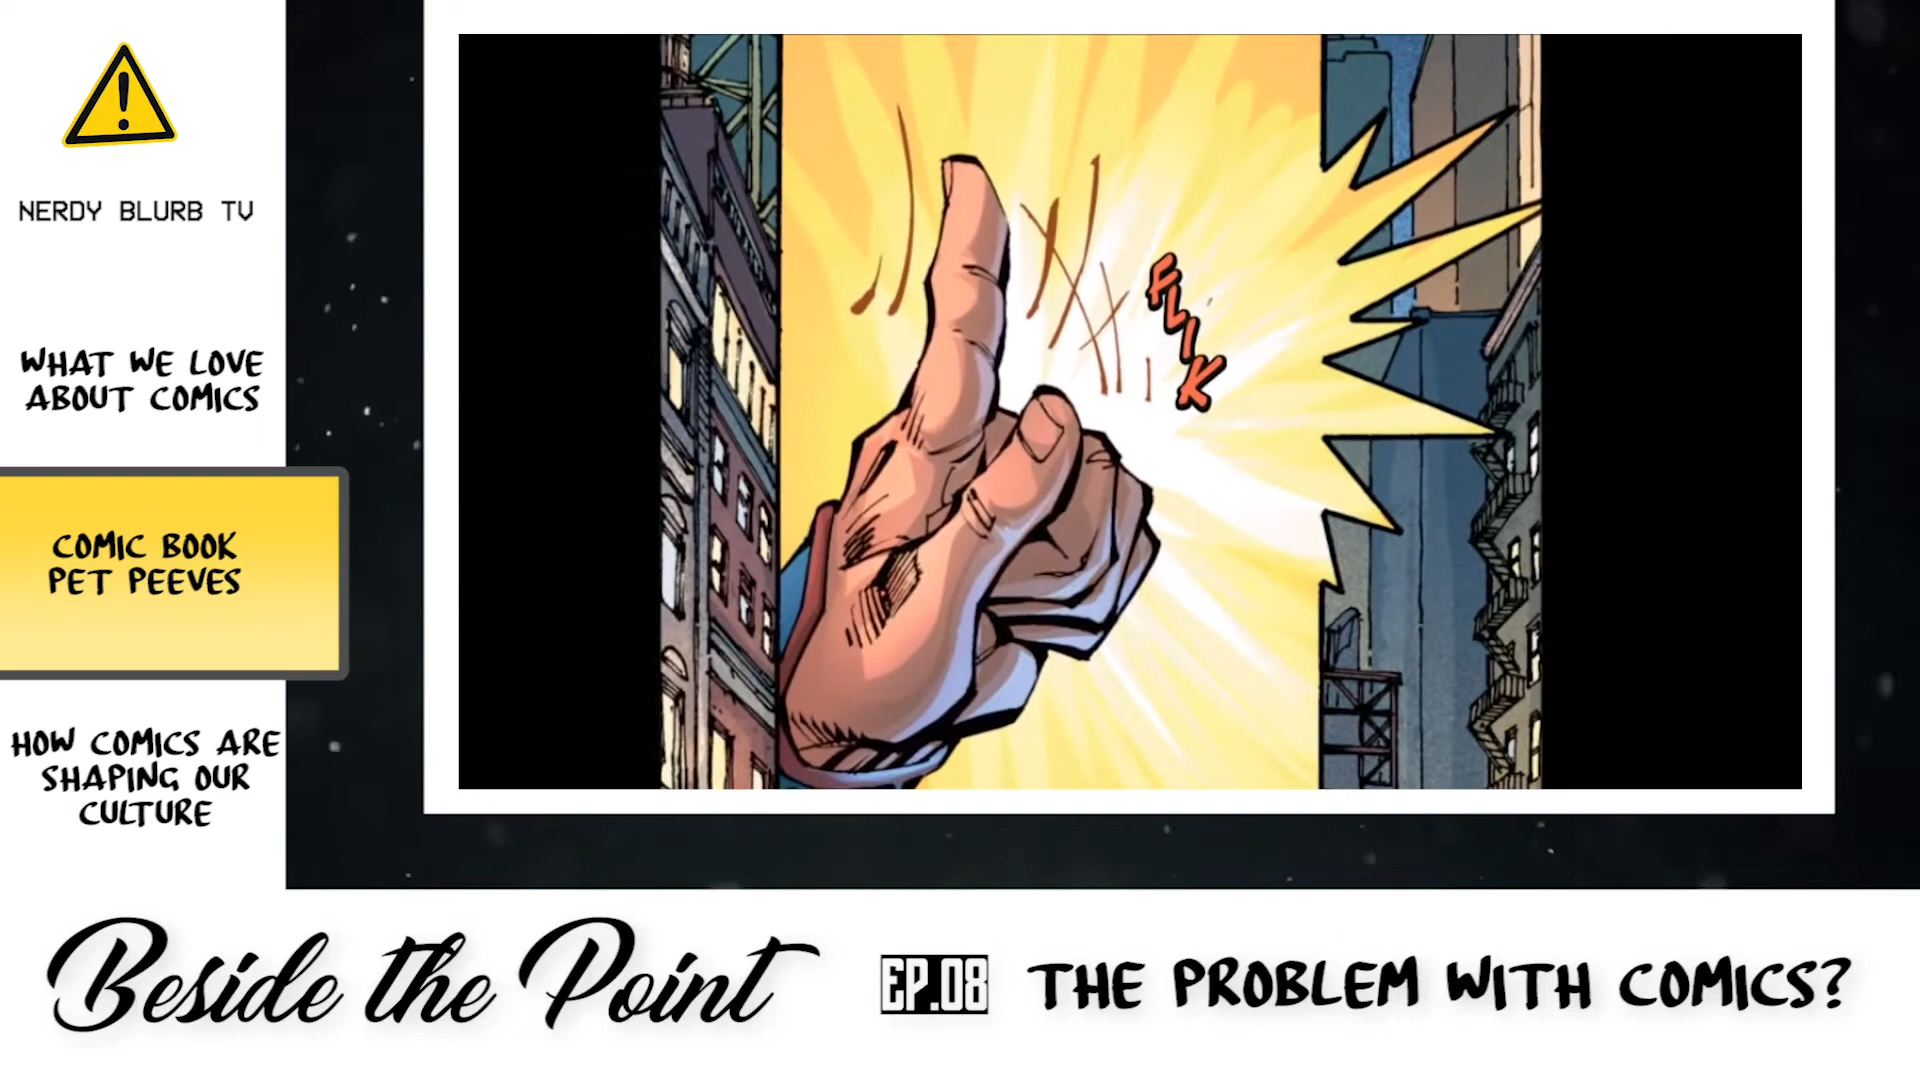 NERDY BLURB TV
WHAT WE LOVE
ABOUT COMICS
COMIC BOOK
PET PEEVES
HOW COMICS ARE
SHAPING OUR
CULTURE
FLIK
Beside the Point
EP.08
THE PROBLEM WITH COMICS?